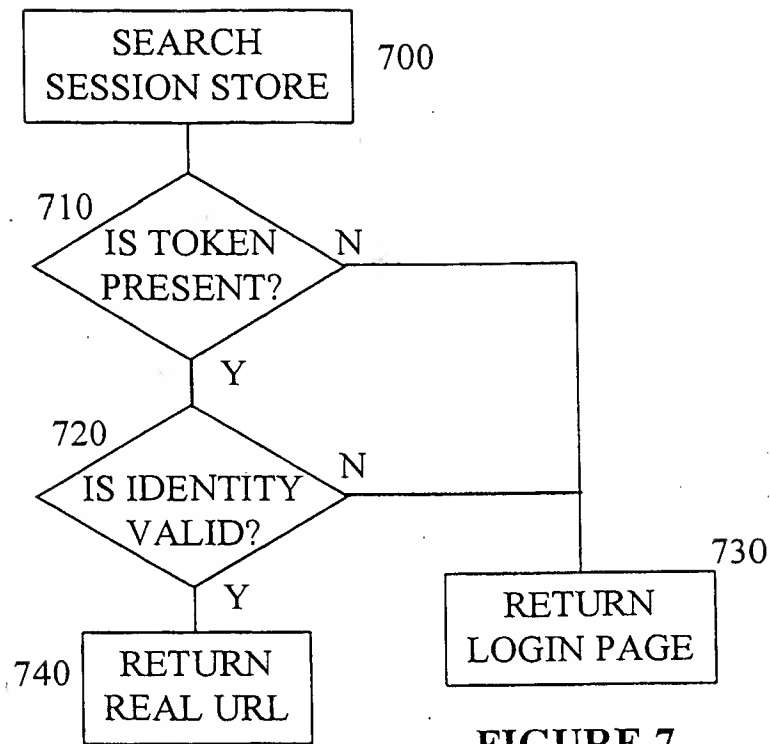 SEARCH
SESSION STORE
700
710
IS TOKEN
PRESENT?
N
Y
720
IS IDENTITY
VALID?
N
Y
730
RETURN
LOGIN PAGE
740
RETURN
REAL URL
FIGURE 7